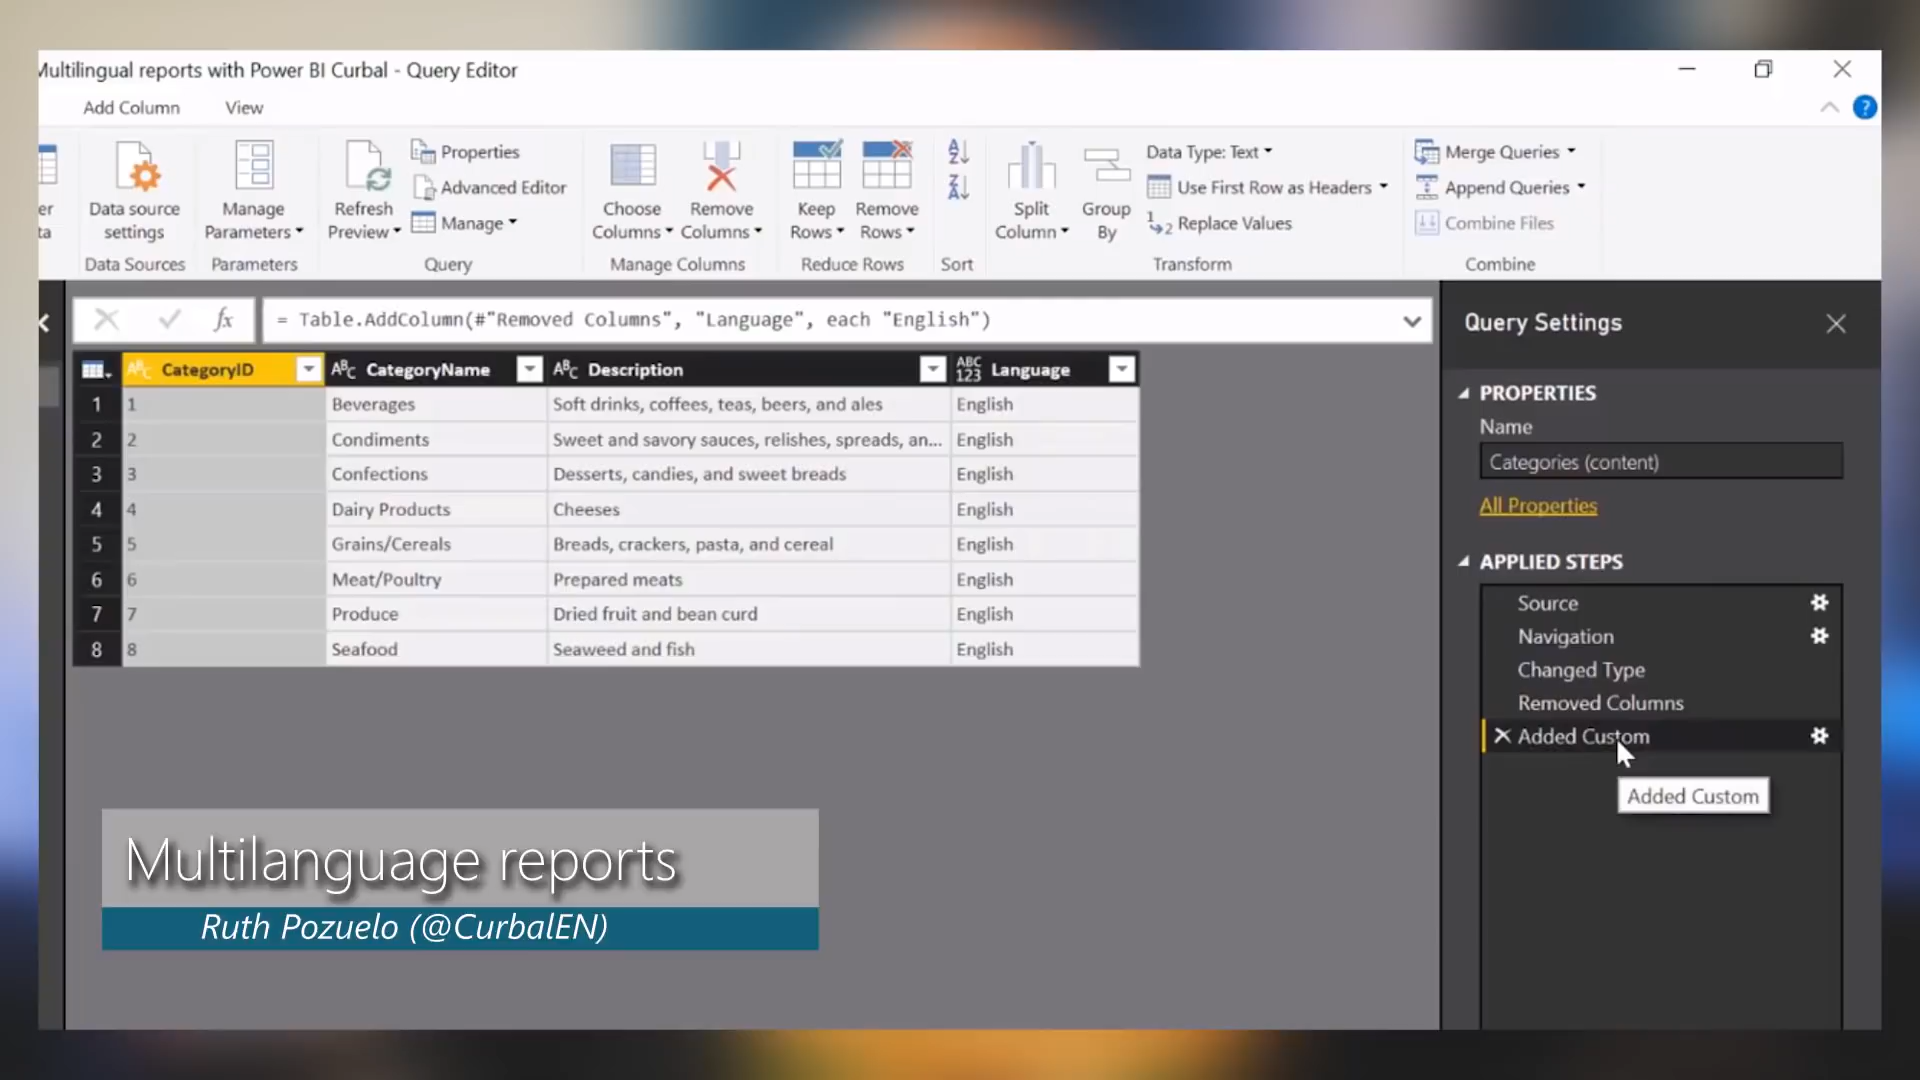 Multilingual reports with Power BI Curbal - Query Editor
Add Column View
Data source settings
Manage Parameters
Refresh Preview
Properties
Advanced Editor
Manage
Choose Columns
Remove Columns
Keep Rows
Remove Rows
Split Column
Group By
Data Type: Text
Use First Row as Headers
Replace Values
Merge Queries
Append Queries
Combine Files
Data Sources Parameters Query Manage Columns Reduce Rows Sort Transform Combine
= Table.AddColumn(#"Removed Columns", "Language", each "English")
CategoryID CategoryName Description Language
1 1 Beverages Soft drinks, coffees, teas, beers, and ales English
2 2 Condiments Sweet and savory sauces, relishes, spreads, an... English
3 3 Confections Desserts, candies, and sweet breads English
4 4 Dairy Products Cheeses English
5 5 Grains/Cereals Breads, crackers, pasta, and cereal English
6 6 Meat/Poultry Prepared meats English
7 7 Produce Dried fruit and bean curd English
8 8 Seafood Seaweed and fish English
Query Settings
PROPERTIES
Name
Categories (content)
All Properties
APPLIED STEPS
Source
Navigation
Changed Type
Removed Columns
Added Custom
Added Custom
Multilanguage reports
Ruth Pozuelo (@CurbalEN)